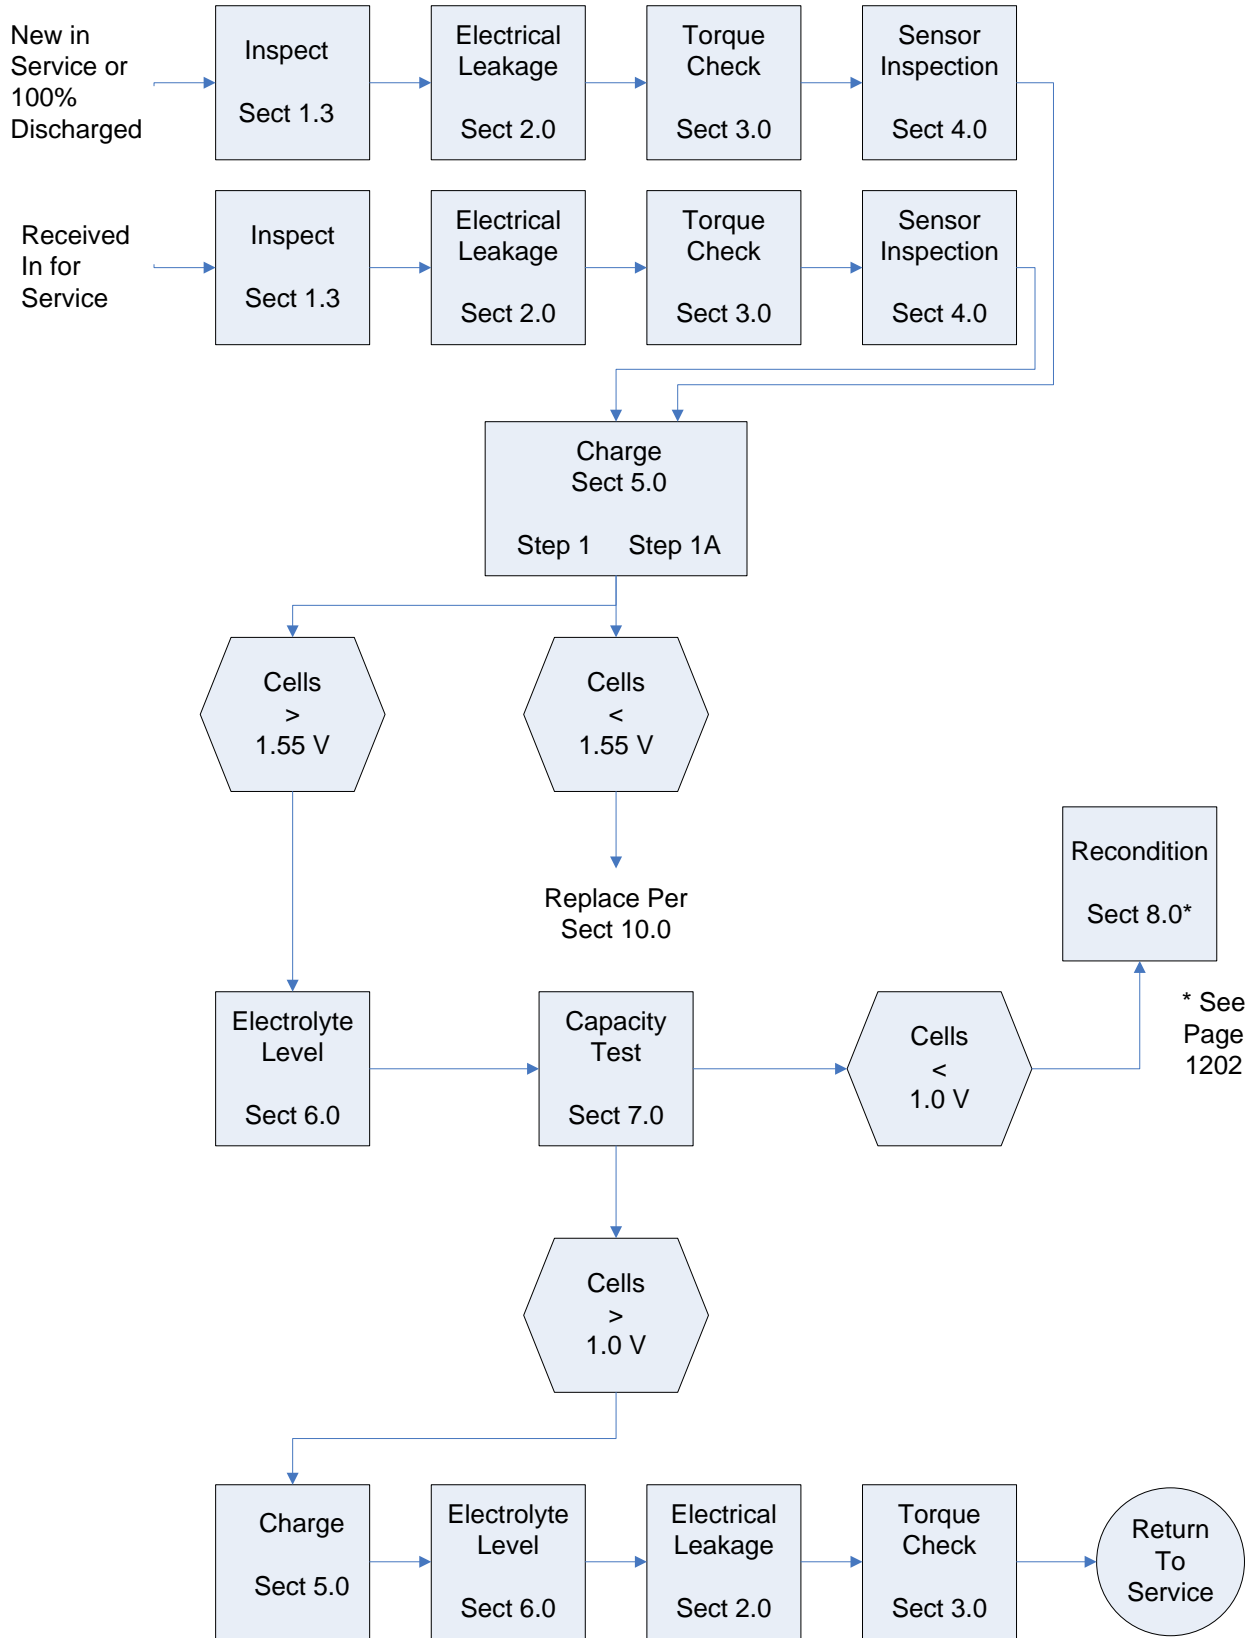 New in
Service or
100%
Discharged
Inspect
Sect 1.3
Electrical
Leakage
Sect 2.0
Torque
Check
Sect 3.0
Sensor
Inspection
Sect 4.0
Received
In for
Service
Inspect
Sect 1.3
Electrical
Leakage
Sect 2.0
Torque
Check
Sect 3.0
Sensor
Inspection
Sect 4.0
Charge
Sect 5.0
Step 1 Step 1A
Cells
>
1.55 V
Cells
<
1.55 V
Replace Per
Sect 10.0
Recondition
Sect 8.0*
* See
Page
1202
Electrolyte
Level
Sect 6.0
Capacity
Test
Sect 7.0
Cells
<
1.0 V
Cells
>
1.0 V
Charge
Sect 5.0
Electrolyte
Level
Sect 6.0
Electrical
Leakage
Sect 2.0
Torque
Check
Sect 3.0
Return
To
Service